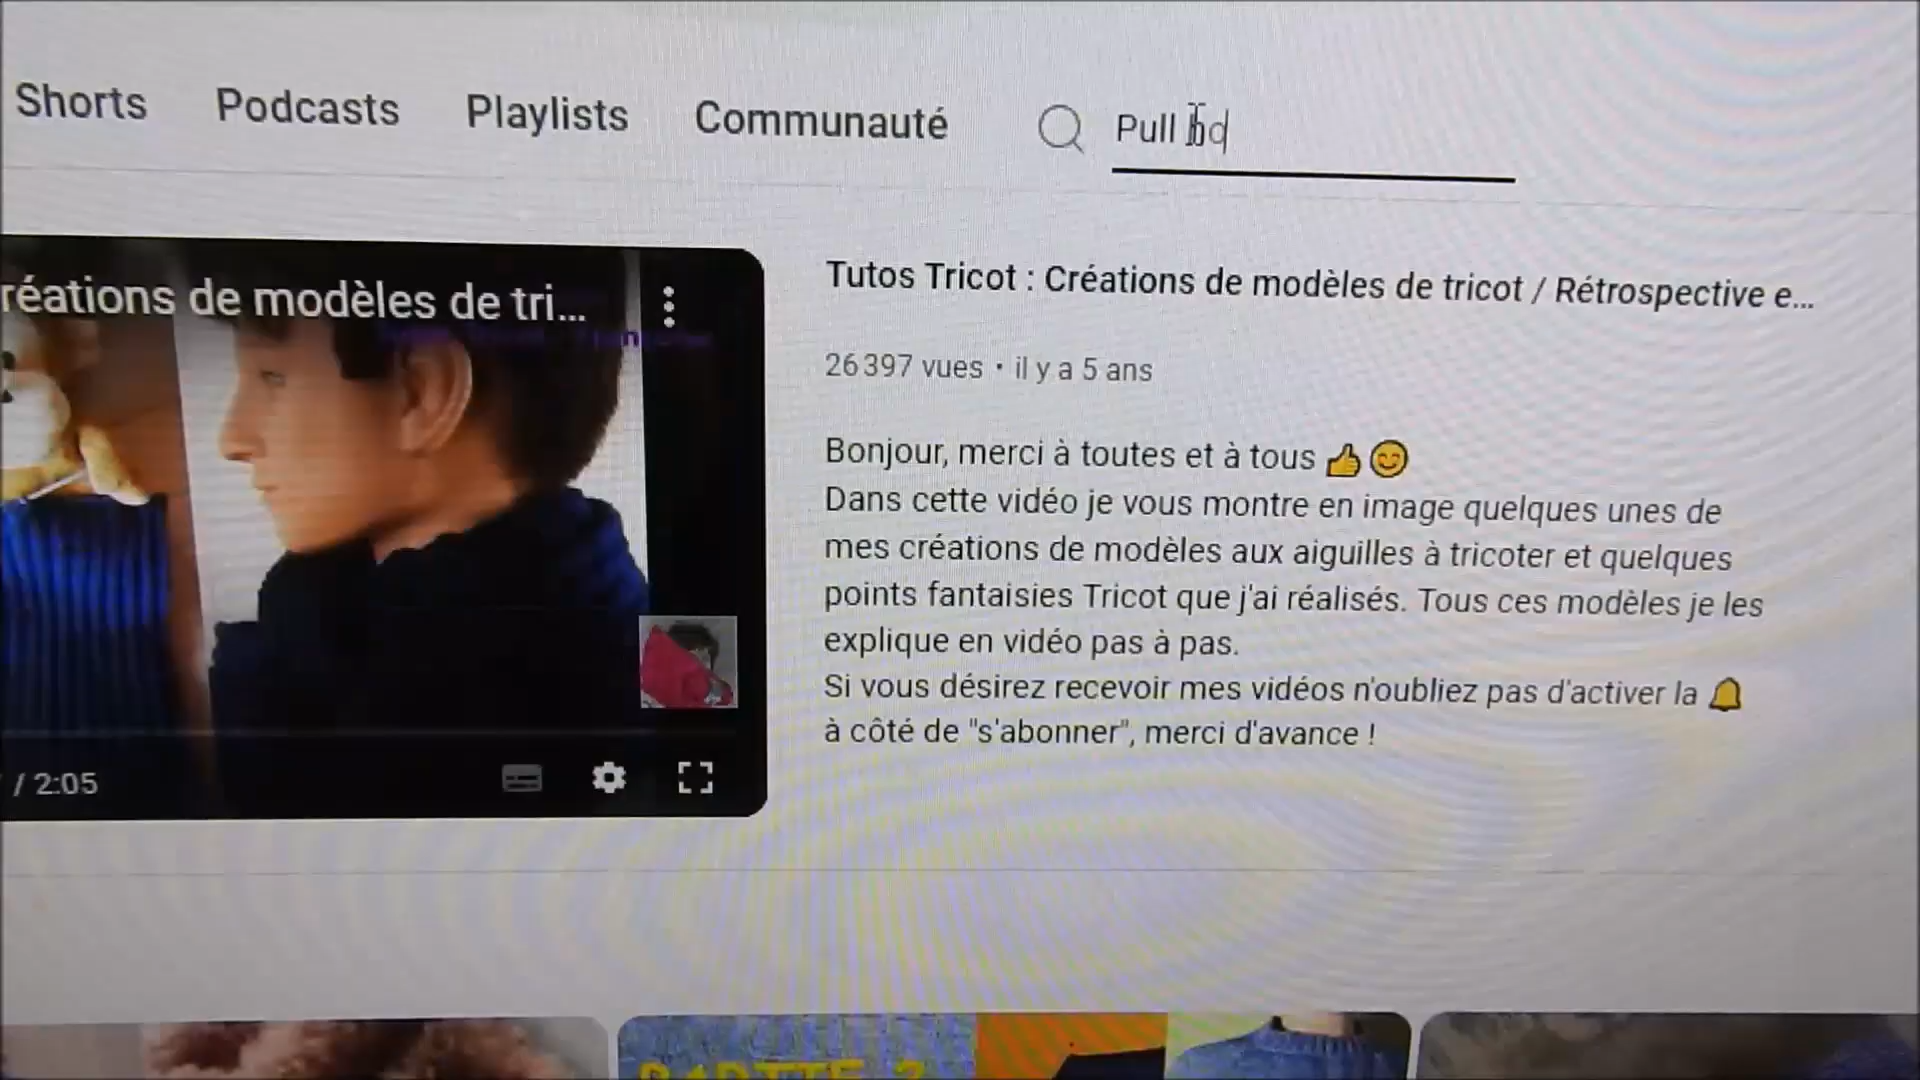 Shorts Podcasts Playlists Communauté Pull
réations de modèles de tri...
Tutos Tricot : Créations de modèles de tricot / Rétrospective e...
26 397 vues • il y a 5 ans
Bonjour, merci à toutes et à tous 👍😊
Dans cette vidéo je vous montre en image quelques unes de
mes créations de modèles aux aiguilles à tricoter et quelques
points fantaisies Tricot que j'ai réalisés. Tous ces modèles je les
explique en vidéo pas à pas.
Si vous désirez recevoir mes vidéos n'oubliez pas d'activer la 🔔
à côté de "s'abonner", merci d'avance !
/ 2:05